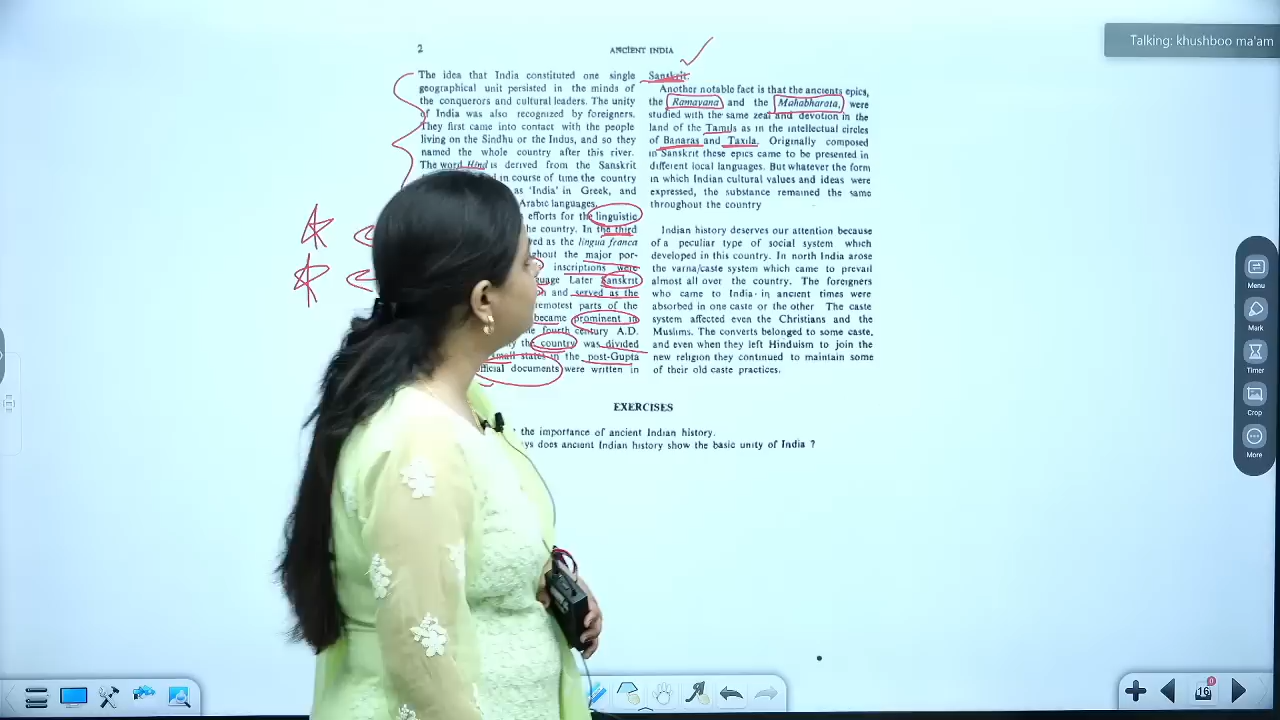 Talking: khushboo ma'am
2
ANCIENT INDIA
The idea that India constituted one single
geographical unit persisted in the minds of
the conquerors and cultural leaders. The unity
of India was also recognized by foreigners.
They first came into contact with the people
living on the Sindhu or the Indus, and so they
named the whole country after this river.
The word Hind is derived from the Sanskrit
in course of time the country
as 'India' in Greek, and
Arabic languages.
efforts for the linguistic
the country. In the third
as the lingua franca
the major por-
inscriptions were
Later Sanskrit
and served as the
remotest parts of the
became prominent in
fourth century A.D.
the country was divided
small states in the post-Gupta
official documents were written in
Sanskrit.
Another notable fact is that the ancients epics,
the Ramayana and the Mahabharata, were
studied with the same zeal and devotion in the
land of the Tamils as in the intellectual circles
of Banaras and Taxila. Originally composed
in Sanskrit these epics came to be presented in
different local languages. But whatever the form
in which Indian cultural values and ideas were
expressed, the substance remained the same
throughout the country
Indian history deserves our attention because
of a peculiar type of social system which
developed in this country. In north India arose
the varna/caste system which came to prevail
almost all over the country. The foreigners
who came to India in ancient times were
absorbed in one caste or the other The caste
system affected even the Christians and the
Muslims. The converts belonged to some caste,
and even when they left Hinduism to join the
new religion they continued to maintain some
of their old caste practices.
EXERCISES
the importance of ancient Indian history.
does ancient Indian history show the basic unity of India ?
Menu
Mark
Timer
Crop
More
16